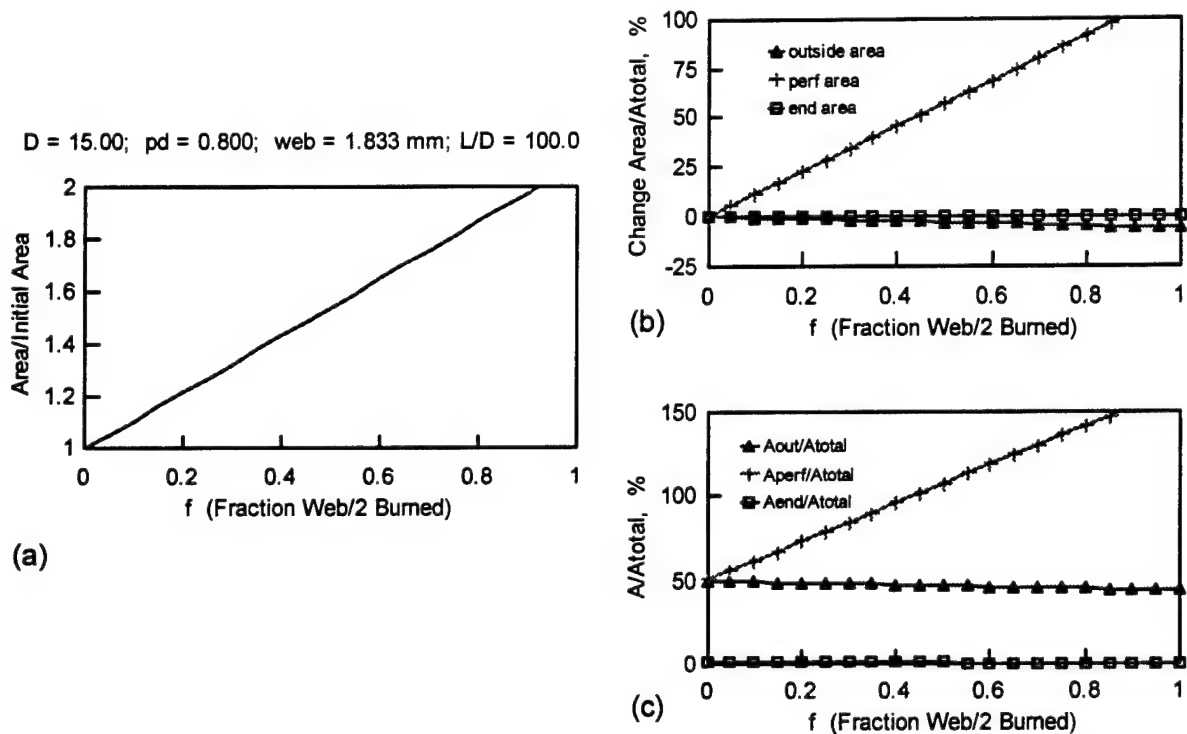 D = 15.00; pd = 0.800; web = 1.833 mm; L/D = 100.0
Area/Initial Area
2
1.8
1.6
1.4
1.2
1
0 0.2 0.4 0.6 0.8 1
f (Fraction Web/2 Burned)
(a)
Change Area/Atotal, %
100
75
50
25
0
-25
outside area
perf area
end area
0 0.2 0.4 0.6 0.8 1
f (Fraction Web/2 Burned)
(b)
A/Atotal, %
150
100
50
0
Aout/Atotal
Aperf/Atotal
Aend/Atotal
0 0.2 0.4 0.6 0.8 1
f (Fraction Web/2 Burned)
(c)